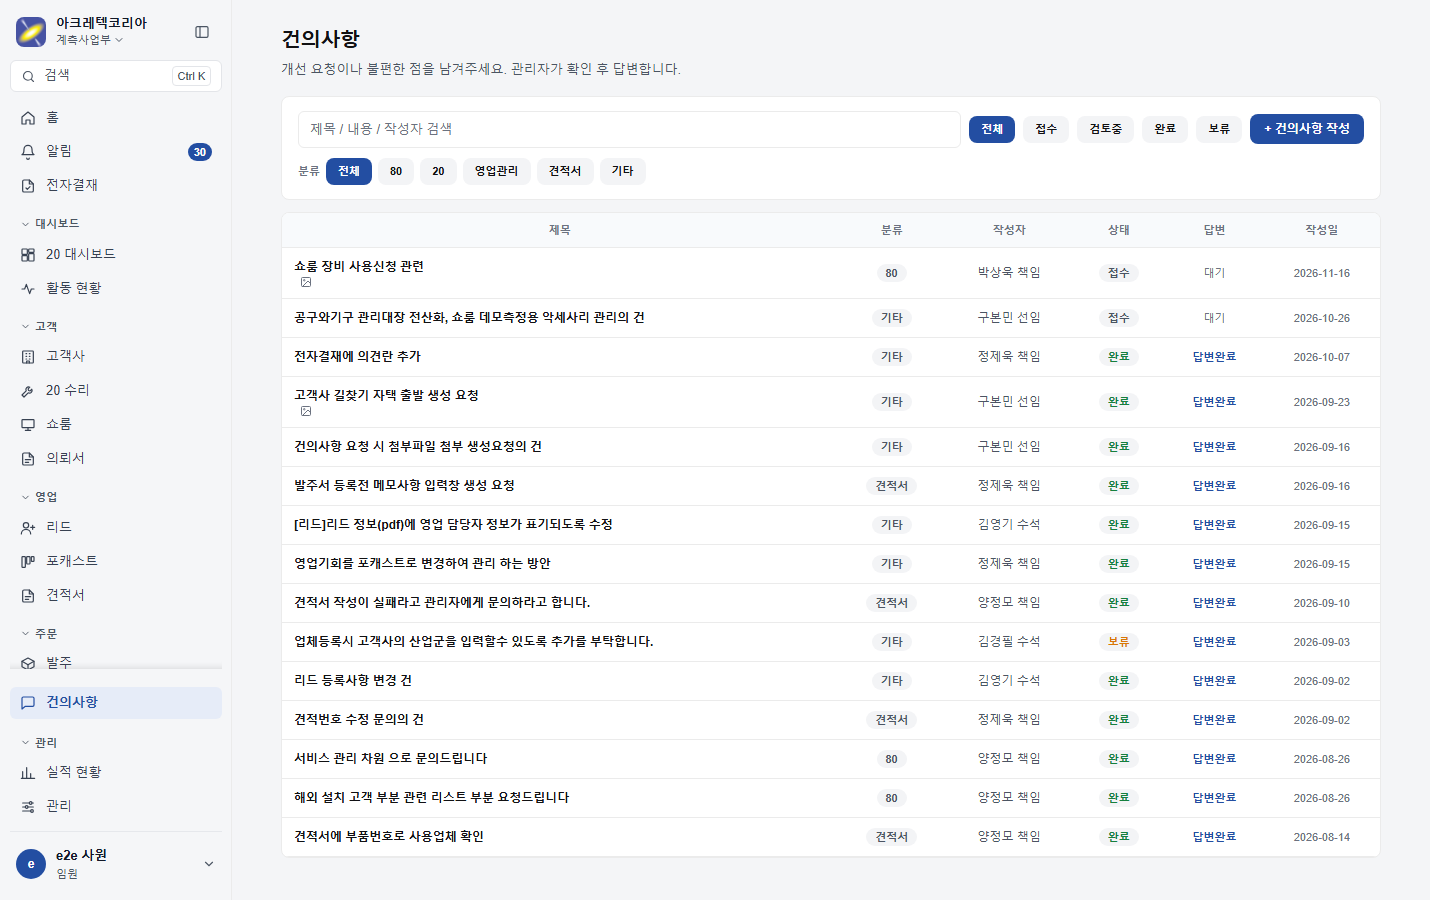 아크레텍코리아
계측사업부
검색 Ctrl K
홈
알림 30
전자결재
대시보드
20 대시보드
활동 현황
고객
고객사
20 수리
쇼룸
의뢰서
영업
리드
포캐스트
견적서
주문
발주
건의사항
관리
실적 현황
관리
e e2e 사원
임원
건의사항
개선 요청이나 불편한 점을 남겨주세요. 관리자가 확인 후 답변합니다.
제목 / 내용 / 작성자 검색 전체 접수 검토중 완료 보류 + 건의사항 작성
분류 전체 80 20 영업관리 견적서 기타
제목 분류 작성자 상태 답변 작성일
쇼룸 장비 사용신청 관련 80 박상욱 책임 접수 대기 2026-11-16
공구와기구 관리대장 전산화, 쇼룸 데모측정용 악세사리 관리의 건 기타 구본민 선임 접수 대기 2026-10-26
전자결재에 의견란 추가 기타 정제욱 책임 완료 답변완료 2026-10-07
고객사 길찾기 자택 출발 생성 요청 기타 구본민 선임 완료 답변완료 2026-09-23
건의사항 요청 시 첨부파일 첨부 생성요청의 건 기타 구본민 선임 완료 답변완료 2026-09-16
발주서 등록전 메모사항 입력창 생성 요청 견적서 정제욱 책임 완료 답변완료 2026-09-16
[리드]리드 정보(pdf)에 영업 담당자 정보가 표기되도록 수정 기타 김영기 수석 완료 답변완료 2026-09-15
영업기회를 포캐스트로 변경하여 관리 하는 방안 기타 정제욱 책임 완료 답변완료 2026-09-15
견적서 작성이 실패라고 관리자에게 문의하라고 합니다. 견적서 양정모 책임 완료 답변완료 2026-09-10
업체등록시 고객사의 산업군을 입력할수 있도록 추가를 부탁합니다. 기타 김경필 수석 보류 답변완료 2026-09-03
리드 등록사항 변경 건 기타 김영기 수석 완료 답변완료 2026-09-02
견적번호 수정 문의의 건 견적서 정제욱 책임 완료 답변완료 2026-09-02
서비스 관리 차원 으로 문의드립니다 80 양정모 책임 완료 답변완료 2026-08-26
해외 설치 고객 부분 관련 리스트 부분 요청드립니다 80 양정모 책임 완료 답변완료 2026-08-26
견적서에 부품번호로 사용업체 확인 견적서 양정모 책임 완료 답변완료 2026-08-14